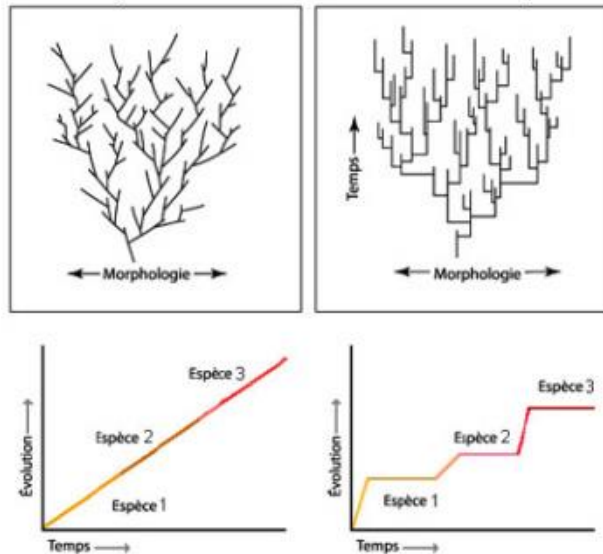 Morphologie
Temps
Morphologie
Évolution
Espèce 3
Espèce 2
Espèce 1
Temps
Évolution
Espèce 3
Espèce 2
Espèce 1
Temps